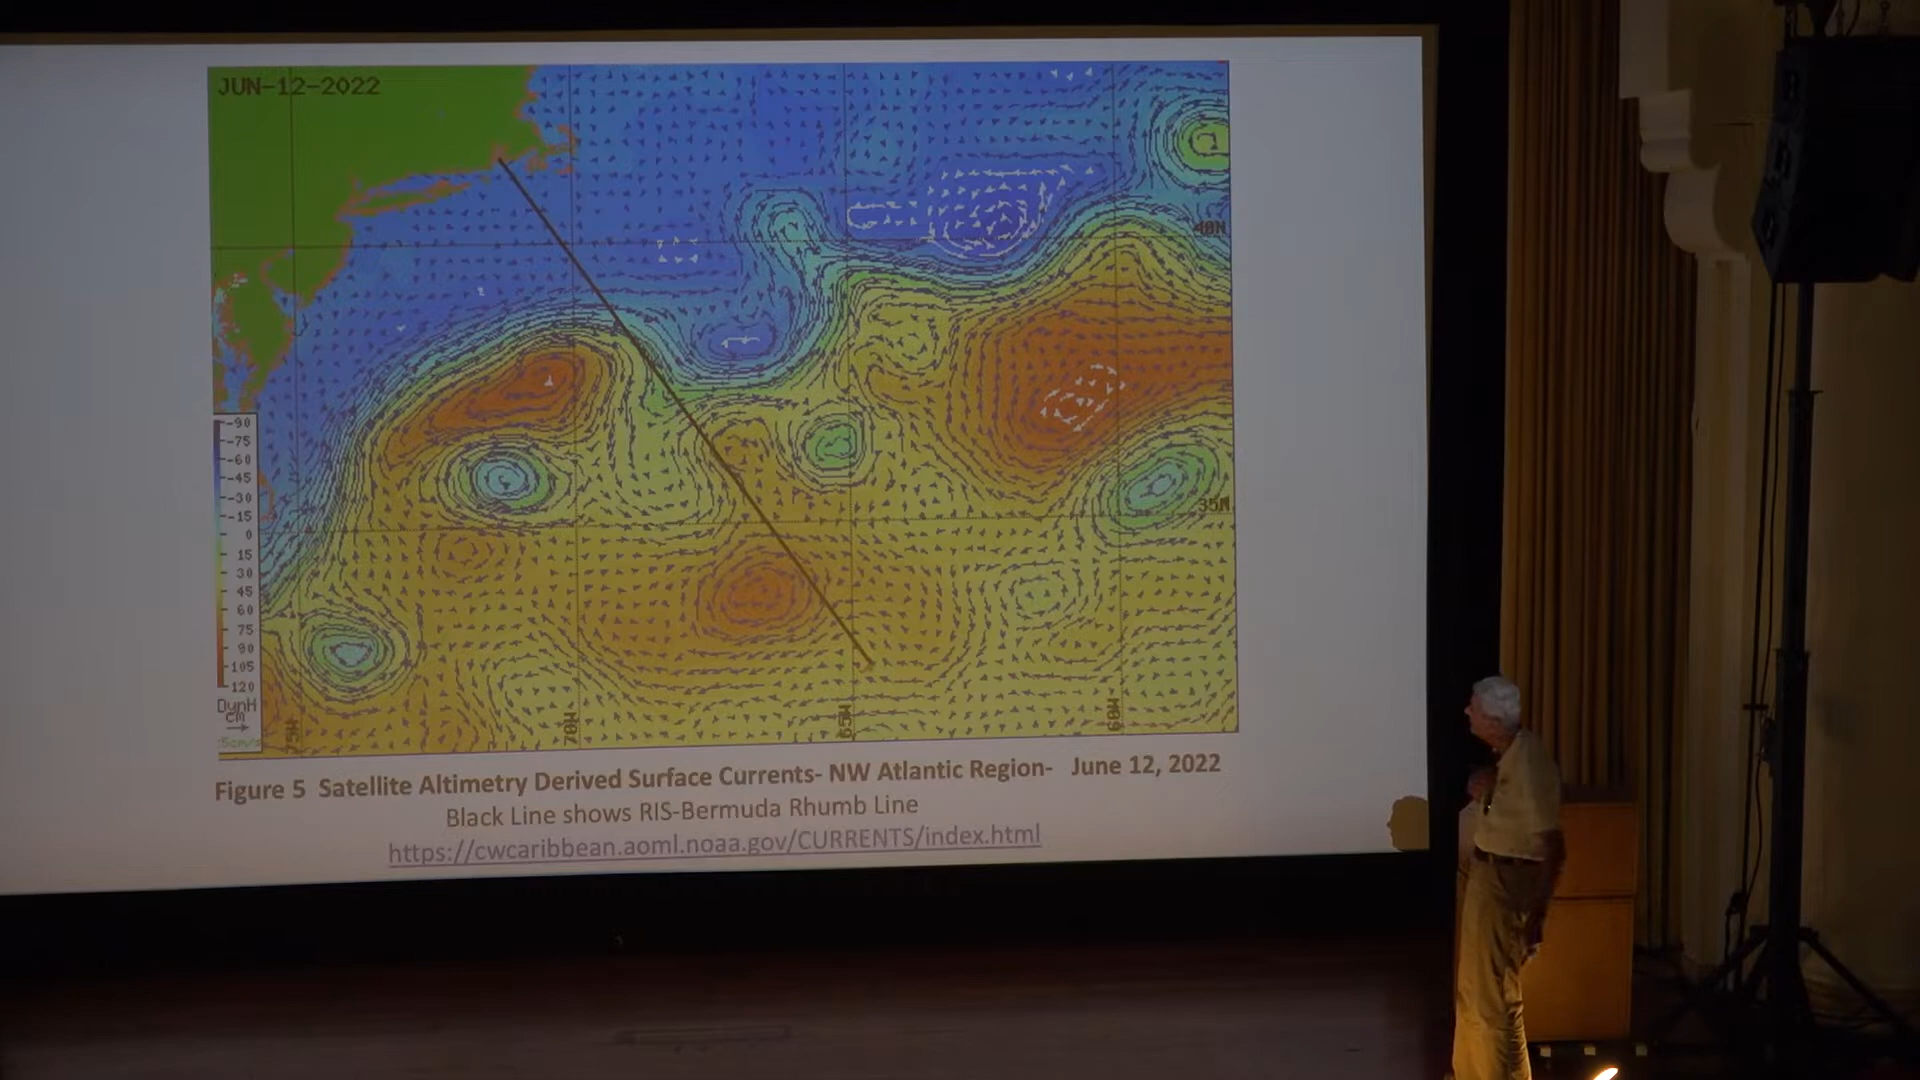 JUN-12-2022
40N
35N
-90
-75
-60
-45
-30
-15
0
15
30
45
60
75
90
105
120
DynH
cm
5cm/s
75W
70W
65W
60W
Figure 5 Satellite Altimetry Derived Surface Currents- NW Atlantic Region- June 12, 2022
Black Line shows RIS-Bermuda Rhumb Line
https://cwcaribbean.aoml.noaa.gov/CURRENTS/index.html